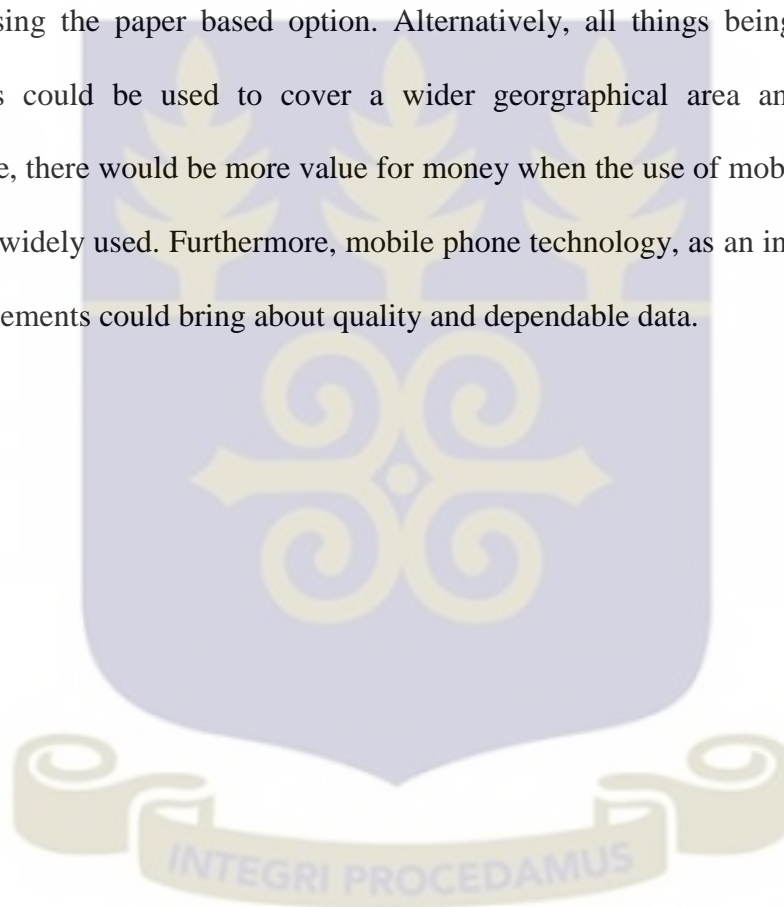 sing the paper based option. Alternatively, all things being
s could be used to cover a wider georgraphical area an
e, there would be more value for money when the use of mob
widely used. Furthermore, mobile phone technology, as an in
ements could bring about quality and dependable data.
INTEGRI PROCEDAMUS